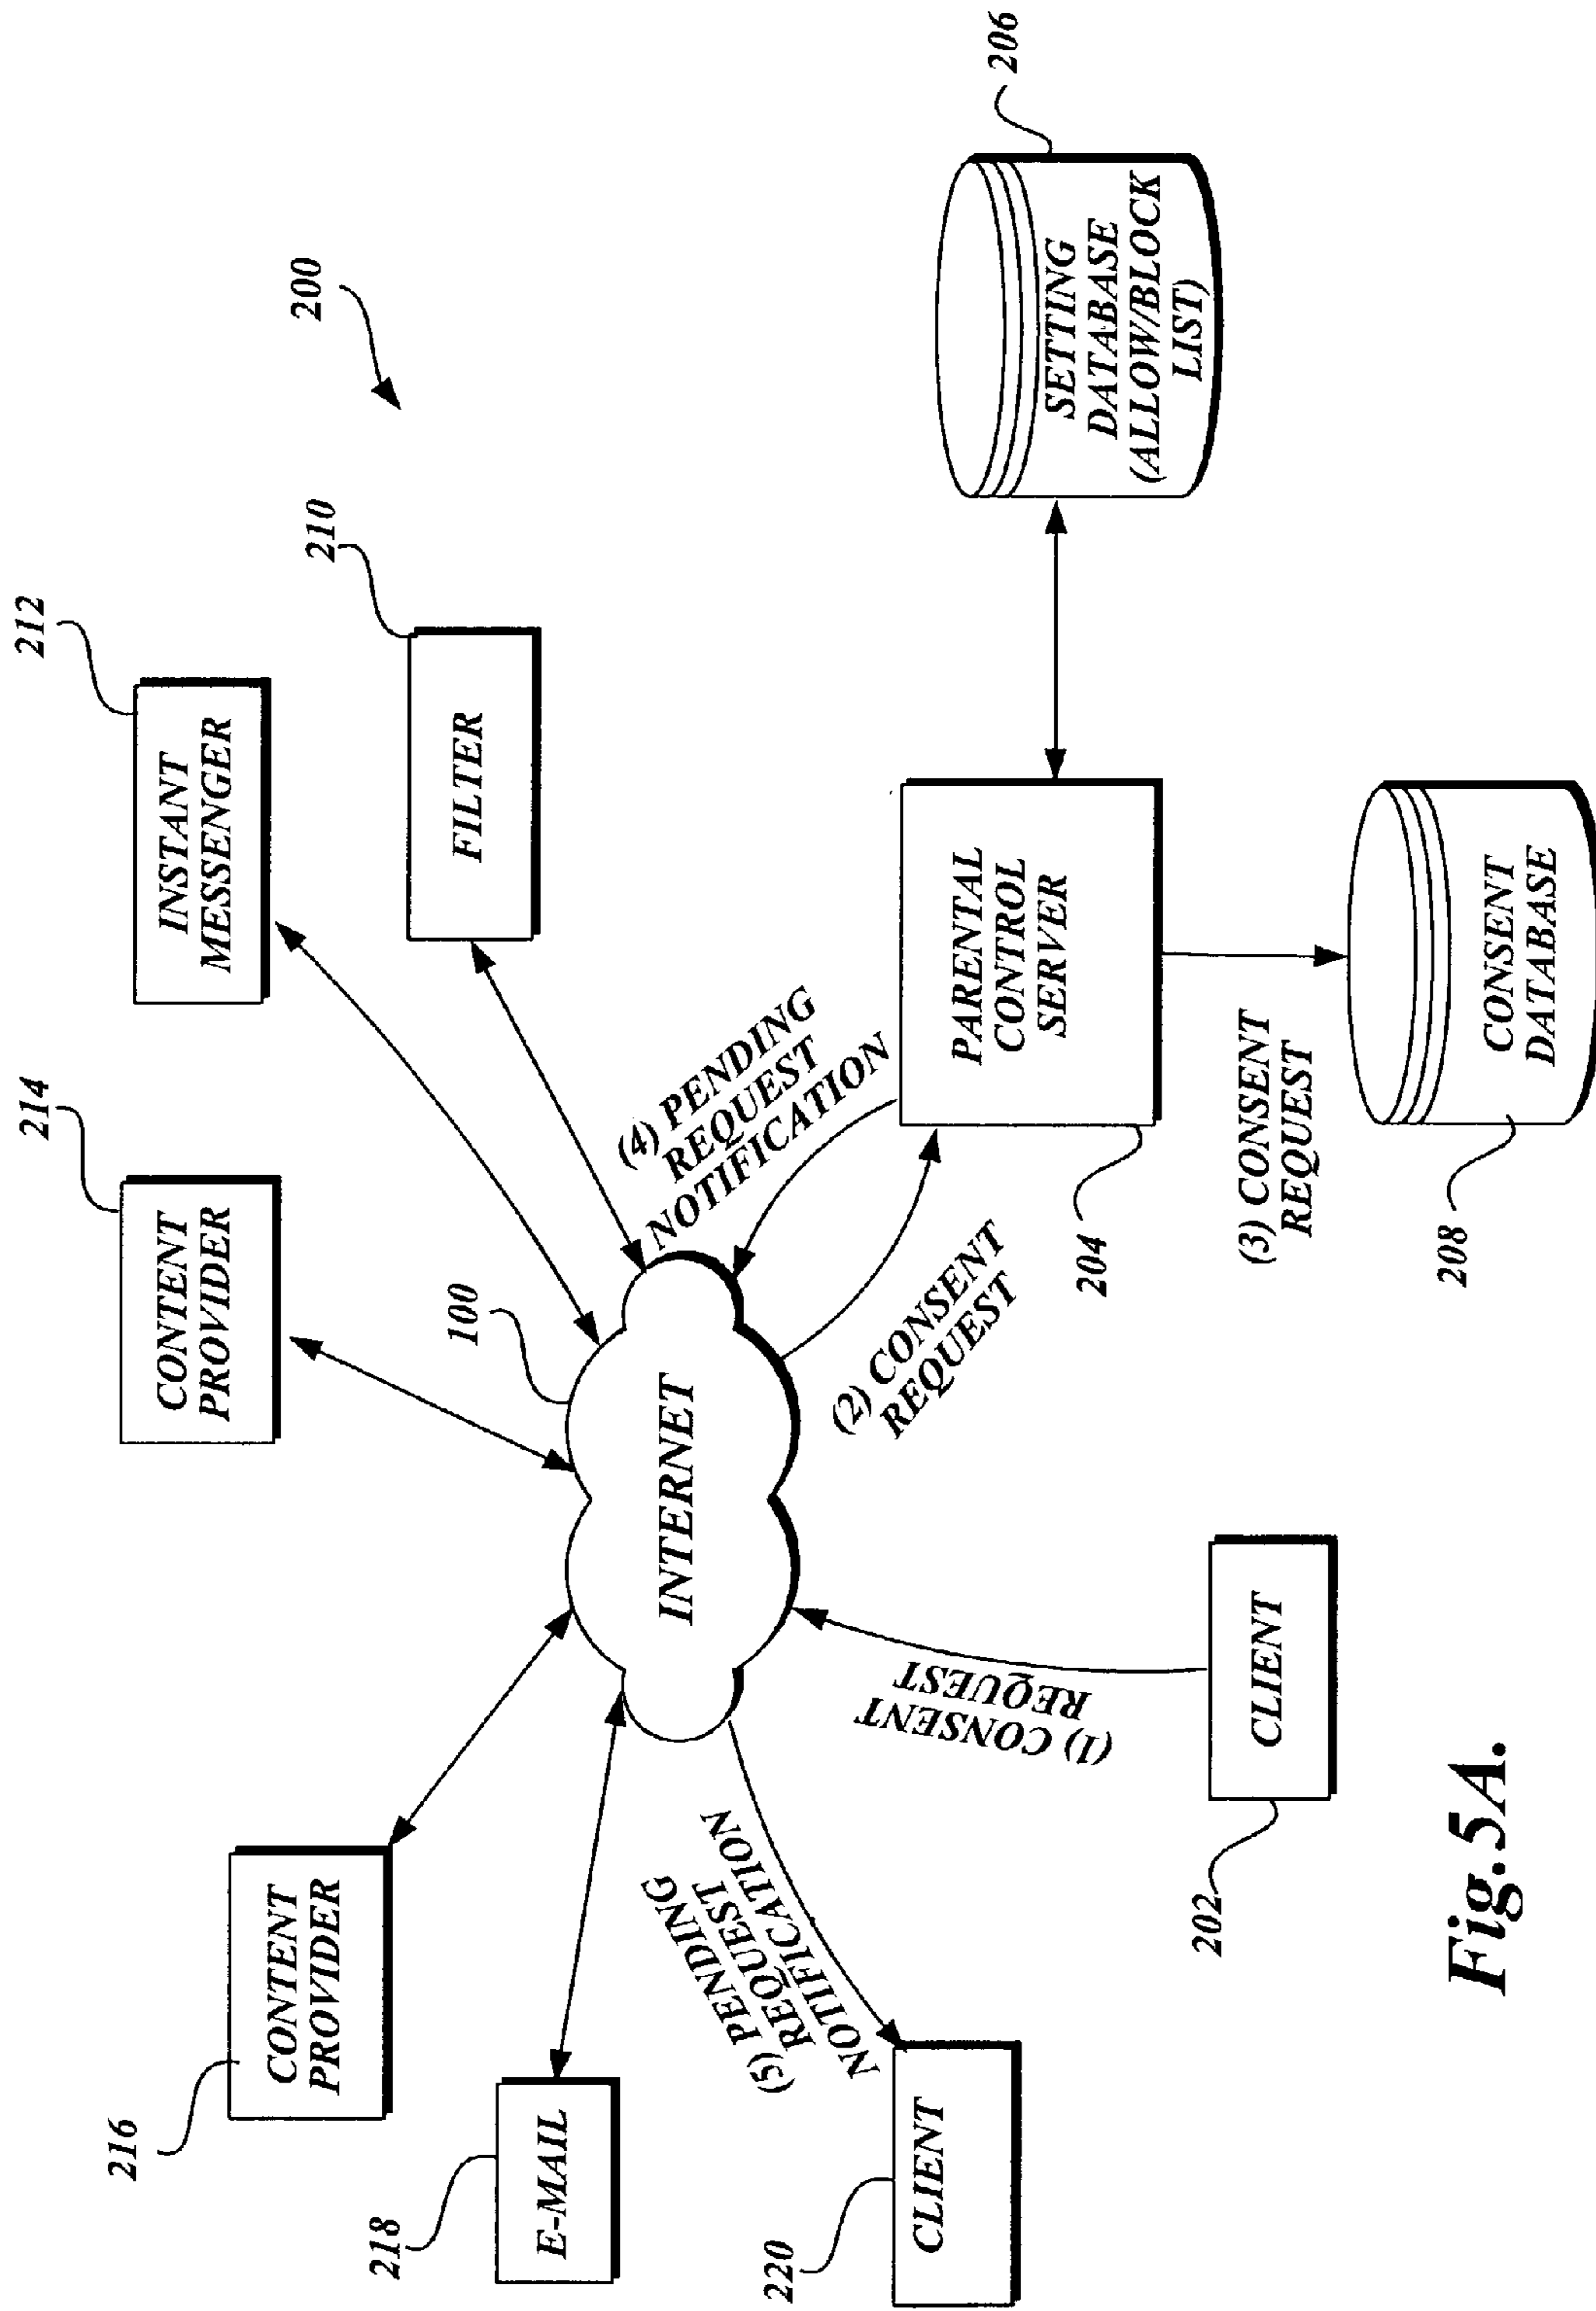 216
CONTENT
PROVIDER
214
CONTENT
PROVIDER
212
INSTANT
MESSENGER
210
FILTER
200
218
E-MAIL
100
INTERNET
220
CLIENT
(5) PENDING
REQUEST
NOTIFICATION
(1) CONSENT
REQUEST
202
CLIENT
(2) CONSENT
REQUEST
(4) PENDING
REQUEST
NOTIFICATION
204
PARENTAL
CONTROL
SERVER
206
SETTING
DATABASE
(ALLOW/BLOCK
LIST)
(3) CONSENT
REQUEST
208
CONSENT
DATABASE
Fig.5A.